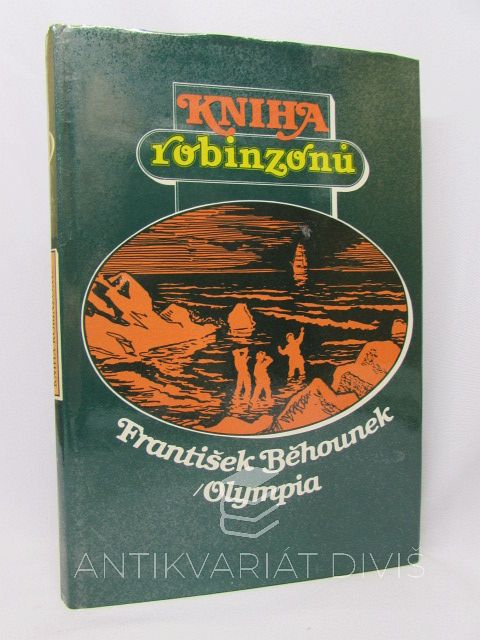 KNIHA
robinzonů
František Běhounek
/Olympia
ANTIKVARIÁT DIVIŠ